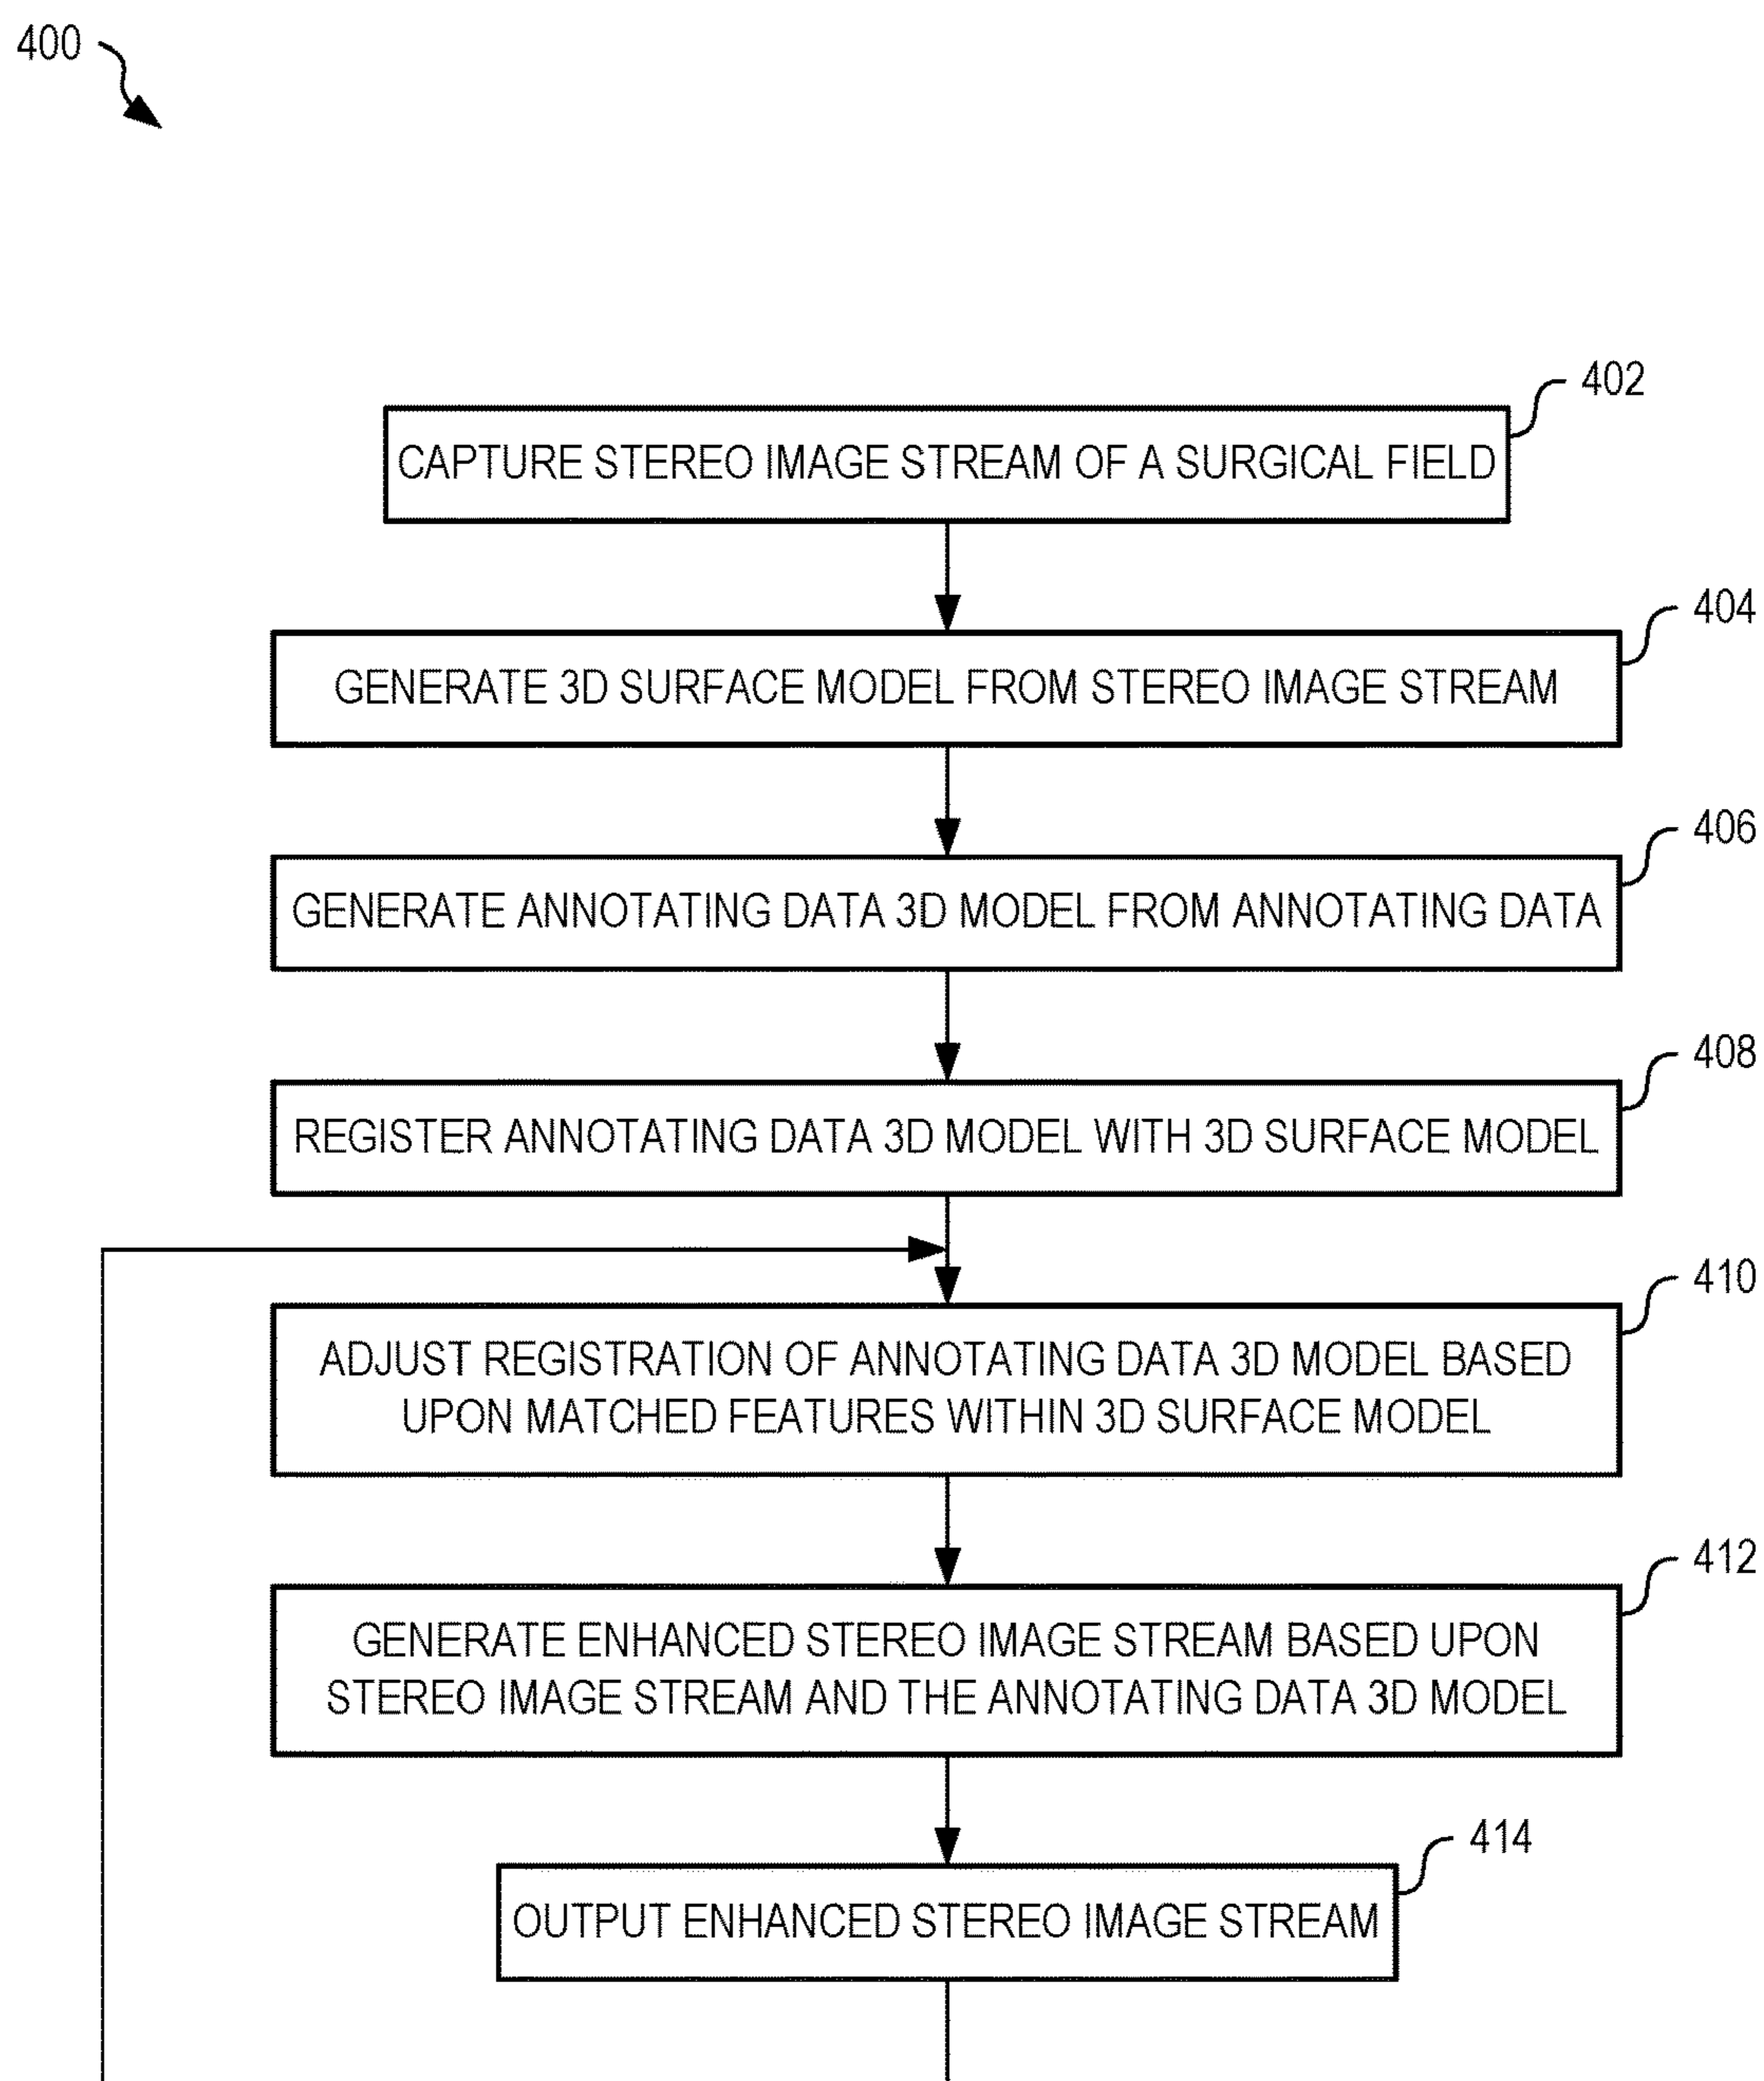 400
402
CAPTURE STEREO IMAGE STREAM OF A SURGICAL FIELD
404
GENERATE 3D SURFACE MODEL FROM STEREO IMAGE STREAM
406
GENERATE ANNOTATING DATA 3D MODEL FROM ANNOTATING DATA
408
REGISTER ANNOTATING DATA 3D MODEL WITH 3D SURFACE MODEL
410
ADJUST REGISTRATION OF ANNOTATING DATA 3D MODEL BASED
UPON MATCHED FEATURES WITHIN 3D SURFACE MODEL
412
GENERATE ENHANCED STEREO IMAGE STREAM BASED UPON
STEREO IMAGE STREAM AND THE ANNOTATING DATA 3D MODEL
414
OUTPUT ENHANCED STEREO IMAGE STREAM